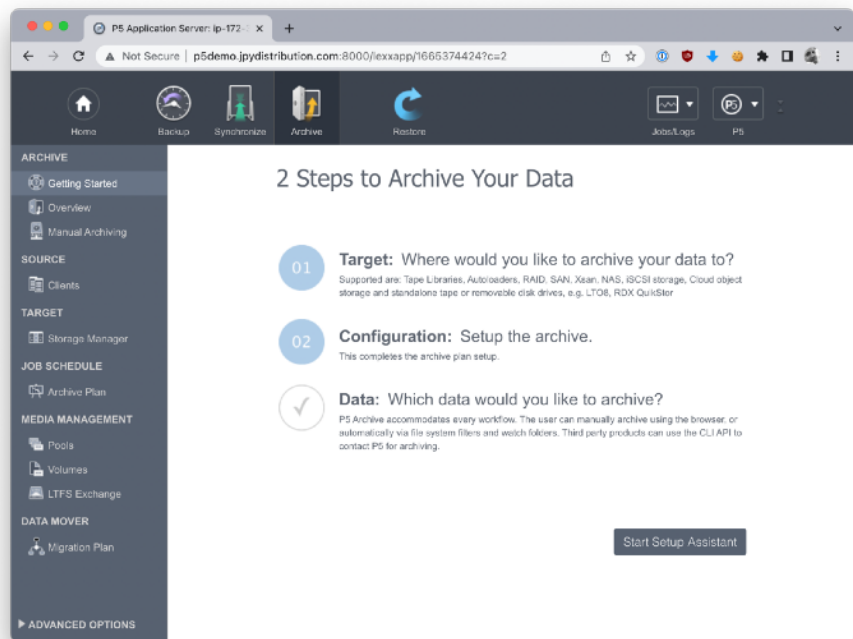 P5 Application Server: ip-172-
Not Secure
p5demo.jpydistribution.com:8000/lexxapp/1665374424?c=2
Home
Backup
Synchronize
Archive
Restore
Jobs/Logs
P5
P5
ARCHIVE
Getting Started
Overview
Manual Archiving
SOURCE
Clients
TARGET
Storage Manager
JOB SCHEDULE
Archive Plan
MEDIA MANAGEMENT
Pools
Volumes
LTFS Exchange
DATA MOVER
Migration Plan
ADVANCED OPTIONS
2 Steps to Archive Your Data
01
Target: Where would you like to archive your data to?
Supported are: Tape Libraries, Autoloaders, RAID, SAN, Xsan, NAS, iSCSI storage, Cloud object
storage and standalone tape or removable disk drives, e.g. LTO8, RDX QuikStor
02
Configuration: Setup the archive.
This completes the archive plan setup.
Data: Which data would you like to archive?
P5 Archive accommodates every workflow. The user can manually archive using the browser, or
automatically via file system filters and watch folders. Third party products can use the CLI API to
contact P5 for archiving.
Start Setup Assistant